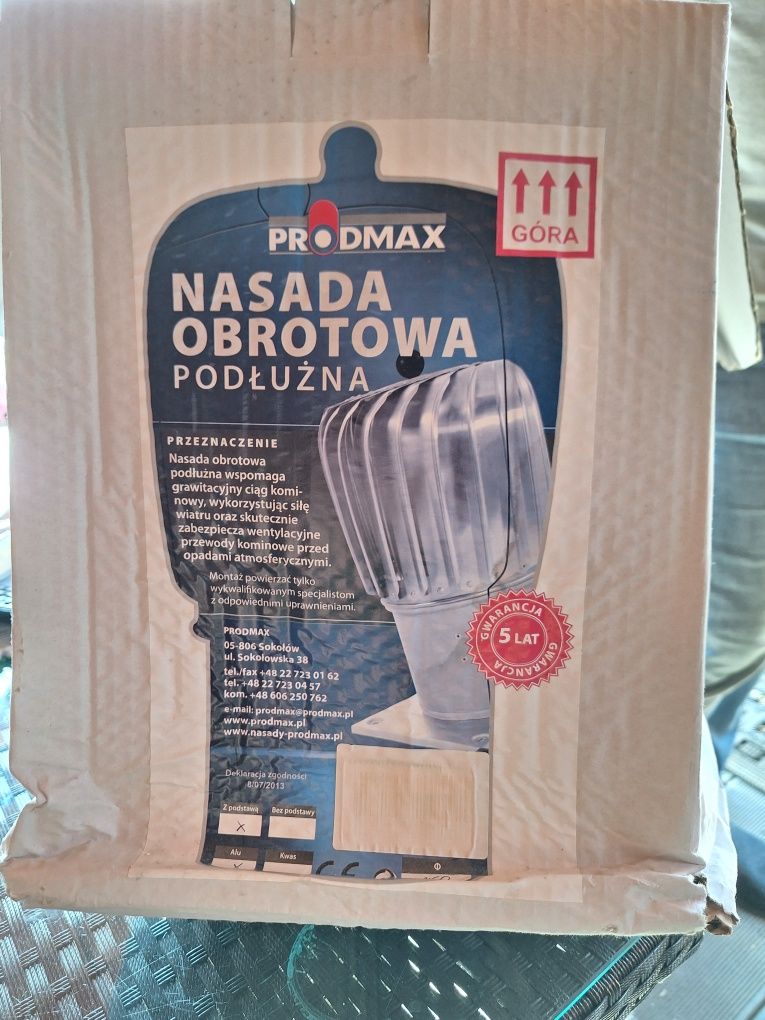 GÓRA
PRODMAX
NASADA
OBROTOWA
PODŁUŻNA
PRZEZNACZENIE
Nasada obrotowa
podłużna wspomaga
grawitacyjny ciąg komi-
nowy, wykorzystując siłę
wiatru oraz skutecznie
zabezpiecza wentylacyjne
przewody kominowe przed
opadami atmosferycznymi.
Montaż powierzać tylko
wykwalifikowanym specjalistom
z odpowiednimi uprawnieniami.
GWARANCJA
5 LAT
GWARANCJA
PRODMAX
05-806 Sokołów
ul. Sokołowska 38
tel./fax +48 22 723 01 62
tel. +48 22 723 04 57
kom. +48 606 250 762
e-mail: prodmax@prodmax.pl
www.prodmax.pl
www.nasady-prodmax.pl
Deklaracja zgodności
8/07/2013
Z podstawą Bez podstawy
X
Alu Kwas Φ
X CE